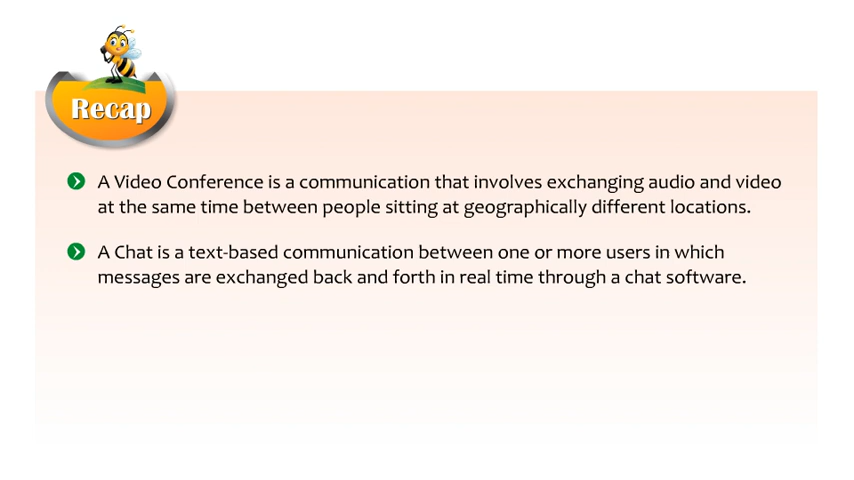 Recap
A Video Conference is a communication that involves exchanging audio and video
at the same time between people sitting at geographically different locations.
A Chat is a text-based communication between one or more users in which
messages are exchanged back and forth in real time through a chat software.